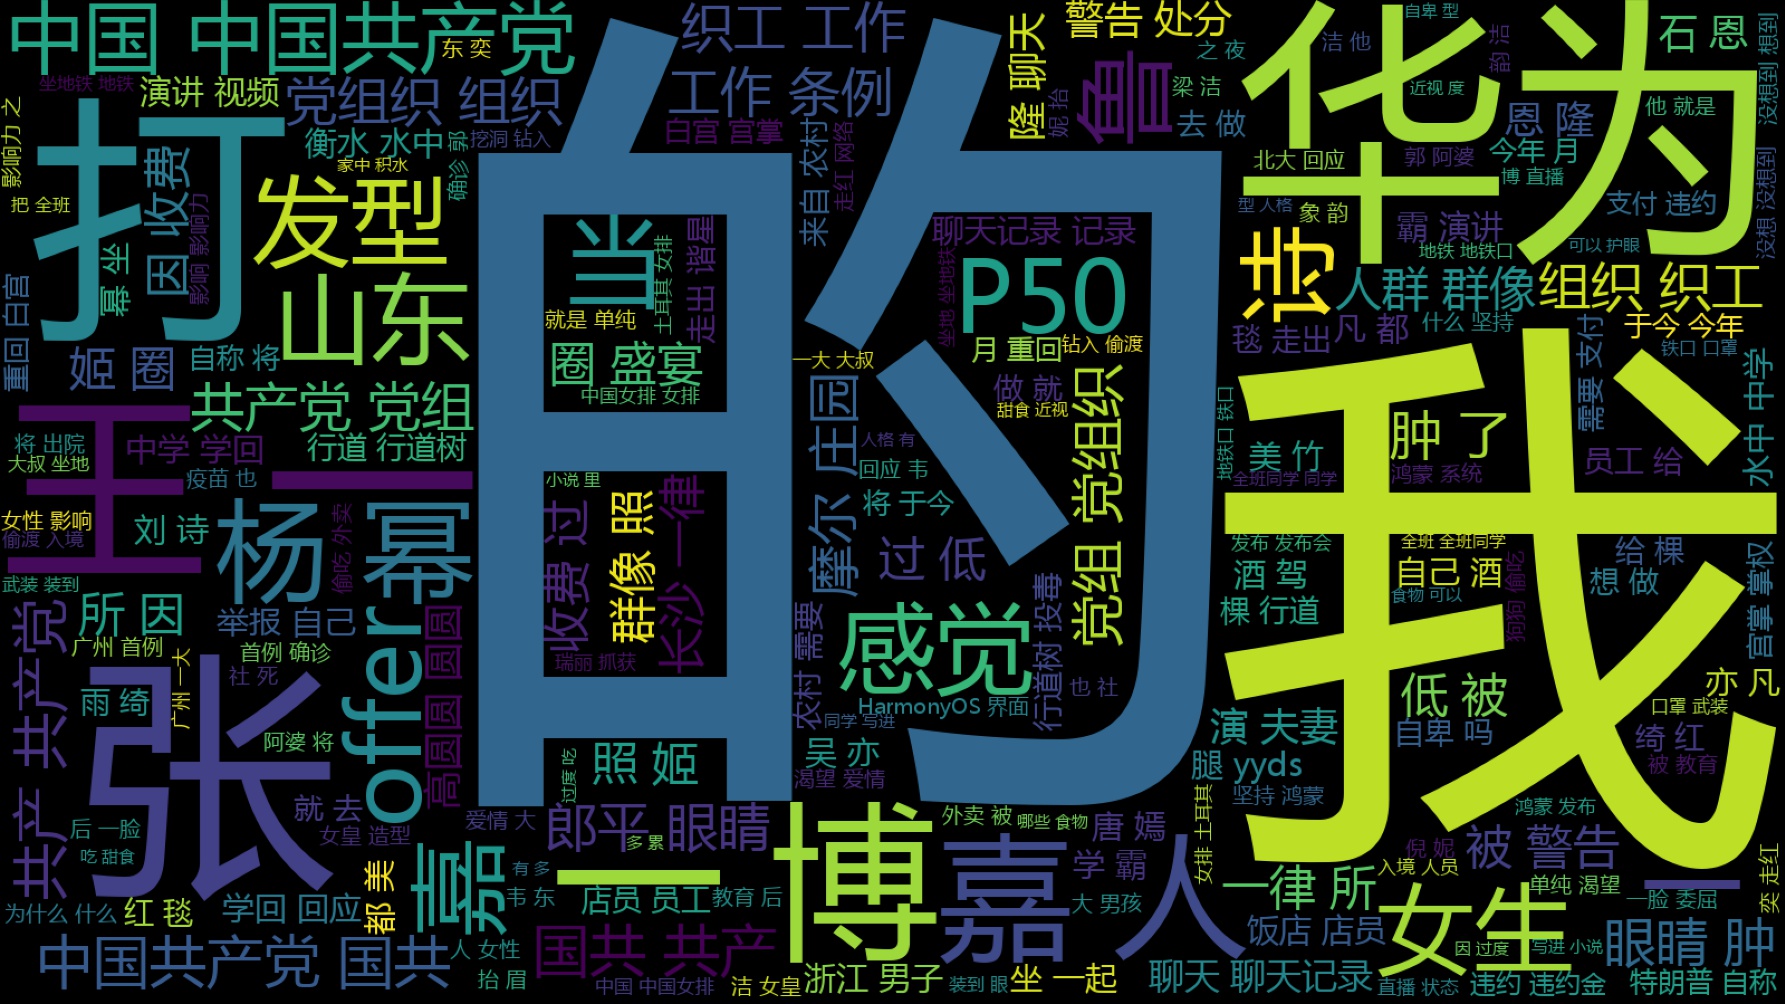 中国 中国共产党
东 奕
织工 工作
警告 处分
自卑 型
石 恩
之 夜
洁 他
韵 洁
没想到 想到
坐地铁 地铁
演讲 视频
党组织 组织
工作 条例
隆 聊天
妮 抬
鲁
梁 洁
去 做
华为
近视 度
他 就是
恩 隆
影响力 之
打
因 收费
影响 影响力
衡水 水中
郭
挖洞 钻入
白宫 宫掌
家中 积水
确诊
来自 农村
走红 网络
北大 回应
郭 阿婆
今年 月
博 直播
没想 没想到
把 全班
发型
的
型 人格
象 韵
支付 违约
幂 坐
山东
当
土耳其 女排
走出 谐星
聊天记录 记录
诗
霸 演讲
地铁 地铁口
可以 护眼
坐地 坐地铁
P50
人群 群像
组织 织工
重回 白宫
就是 单纯
月 重回
钻入 偷渡
毯 走出
凡 都
什么 坚持
于今 今年
铁口 口罩
需要 支付
姬 圈
自称 将
圈 盛宴
一大 大叔
做 就
甜食 近视
我
水中 中学
共产党 党组
中国女排 女排
摩尔 庄园
党组 党组织
地铁口 铁口
王
中学 学回
行道 行道树
将 出院
大叔 坐地
疫苗 也
一
人格 有
回应 韦
将 于今
美 竹
肿 了
鸿蒙 系统
员工 给
全班同学 同学
小说 里
女性 影响
偷渡 入境
刘 诗
杨幂
偷吃 外卖
收费 过
群像 照
长沙 一律
过 低
发布 发布会
全班 全班同学
给 棵
武装 装到
酒 驾
自己 酒
食物 可以
想 做
狗狗 偷吃
宫掌 掌权
共产 共产党
所 因
举报 自己
offer
高圆圆 圆圆
农村 需要
感觉
行道树 投毒
棵 行道
广州 首例
首例 确诊
瑞丽 抓获
也 社
低 被
亦 凡
张
社 死
雨 绮
广州 一大
HarmonyOS 界面
同学 写进
演 夫妻
自卑 吗
口罩 武装
绮 红
阿婆 将
照 姬
过度 吃
吴 亦
渴望 爱情
腿 yyds
被 教育
就 去
女皇 造型
爱情 大
坚持 鸿蒙
鸿蒙 发布
后 一脸
吃 甜食
郎平 眼睛
多 累
博
外卖 被
哪些 食物
唐 嫣
女排 土耳其
倪 妮
被 警告
都 美
嘉
有 多
韦 东
一
嘉
人
学 霸
入境 人员
一
奕 走红
为什么 什么
红 毯
学回 回应
店员 员工
教育 后
大 男孩
一律 所
单纯 渴望
一脸 委屈
女生
中国共产党 国共
人 女性
国共 共产
饭店 店员
因 过度
写进 小说
眼睛 肿
抬 眉
中国 中国女排
洁 女皇
浙江 男子
装到 眼
坐 一起
聊天 聊天记录
直播 状态
违约 违约金
特朗普 自称